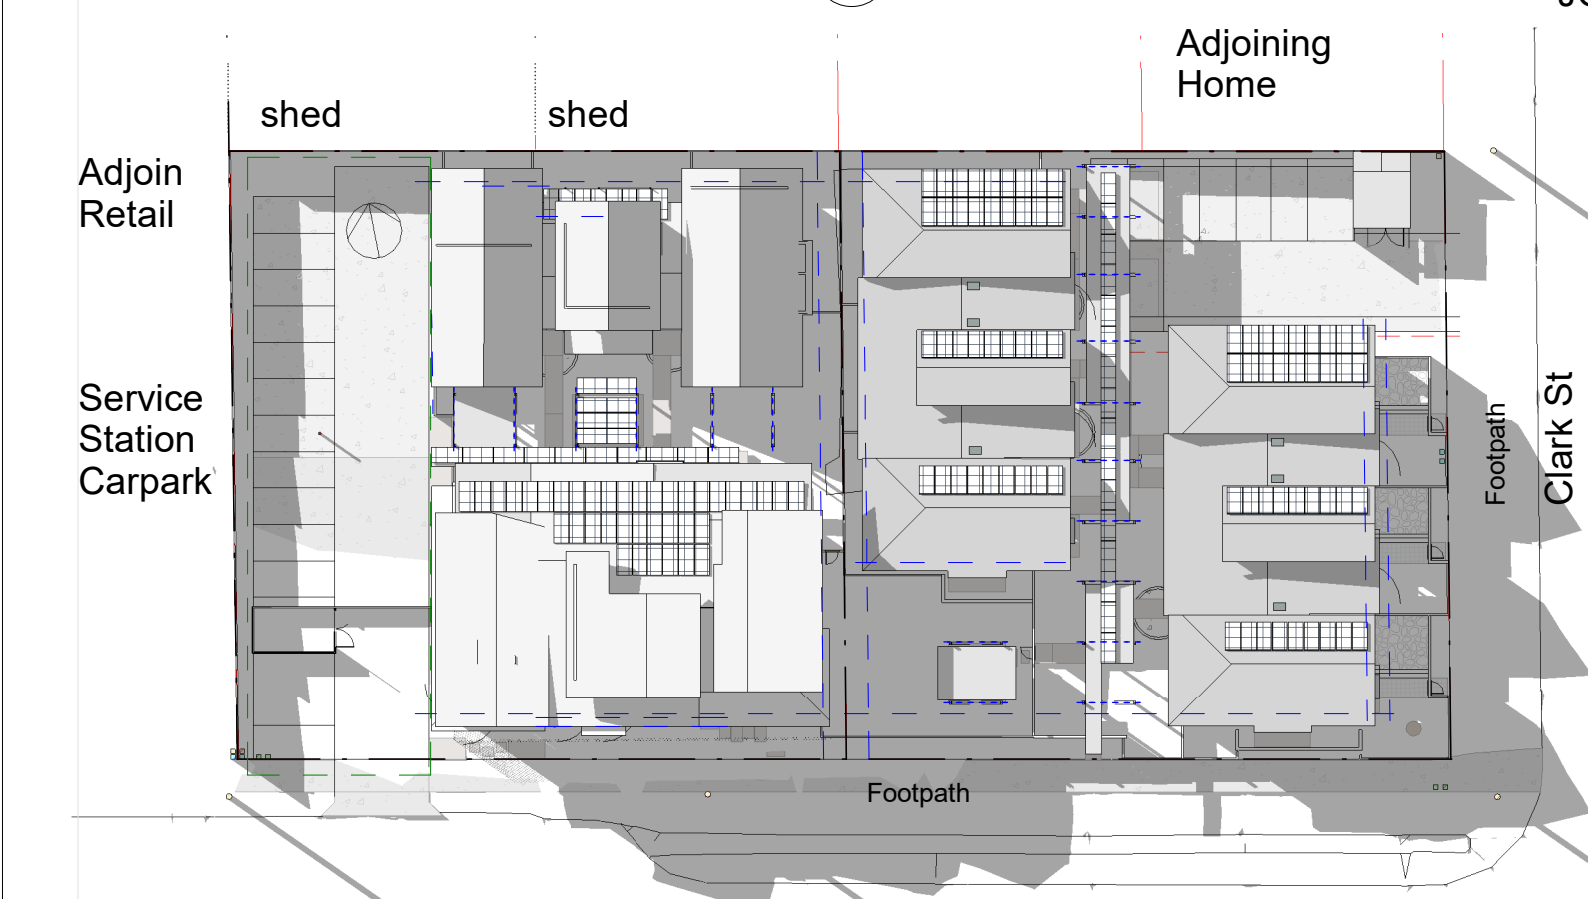 Adjoining
Home
shed
shed
Adjoin
Retail
Service
Station
Carpark
Footpath
Clark St
Footpath